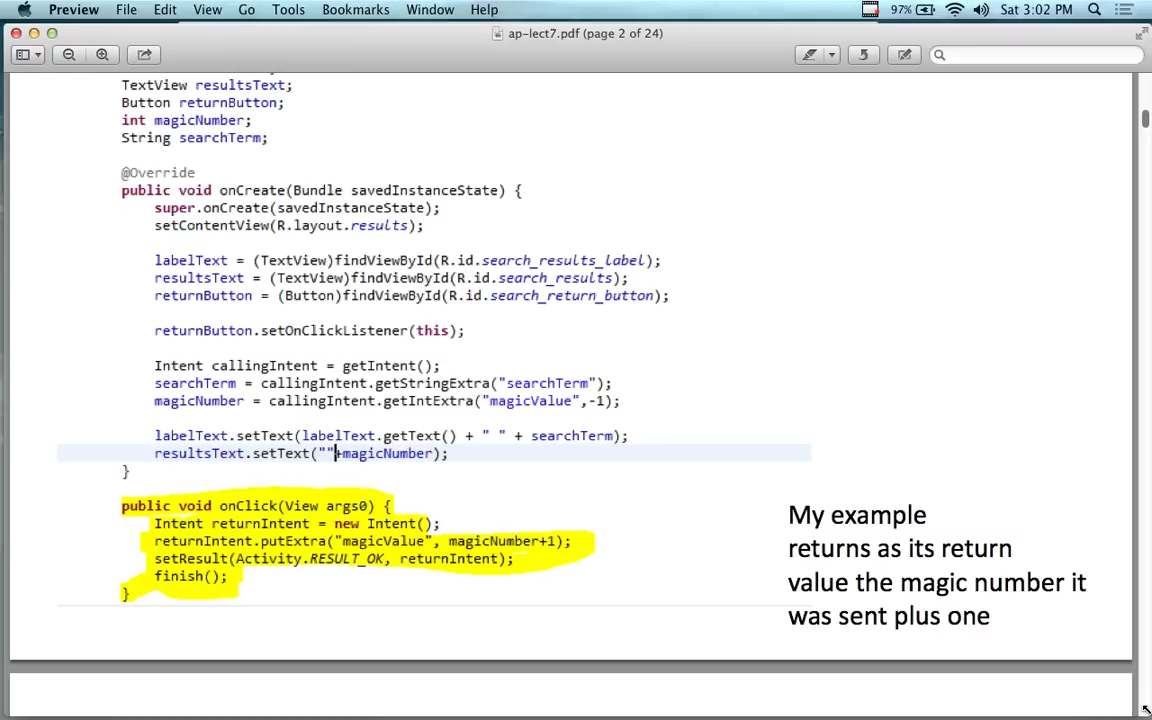 Preview File Edit View Go Tools Bookmarks Window Help 97% Sat 3:02 PM
ap-lect7.pdf (page 2 of 24)
TextView resultsText;
Button returnButton;
int magicNumber;
String searchTerm;
@Override
public void onCreate(Bundle savedInstanceState) {
super.onCreate(savedInstanceState);
setContentView(R.layout.results);
labelText = (TextView)findViewById(R.id.search_results_label);
resultsText = (TextView)findViewById(R.id.search_results);
returnButton = (Button)findViewById(R.id.search_return_button);
returnButton.setOnClickListener(this);
Intent callingIntent = getIntent();
searchTerm = callingIntent.getStringExtra("searchTerm");
magicNumber = callingIntent.getIntExtra("magicValue",-1);
labelText.setText(labelText.getText() + " " + searchTerm);
resultsText.setText(""+magicNumber);
}
public void onClick(View args0) {
Intent returnIntent = new Intent();
returnIntent.putExtra("magicValue", magicNumber+1);
setResult(Activity.RESULT_OK, returnIntent);
finish();
}
My example
returns as its return
value the magic number it
was sent plus one